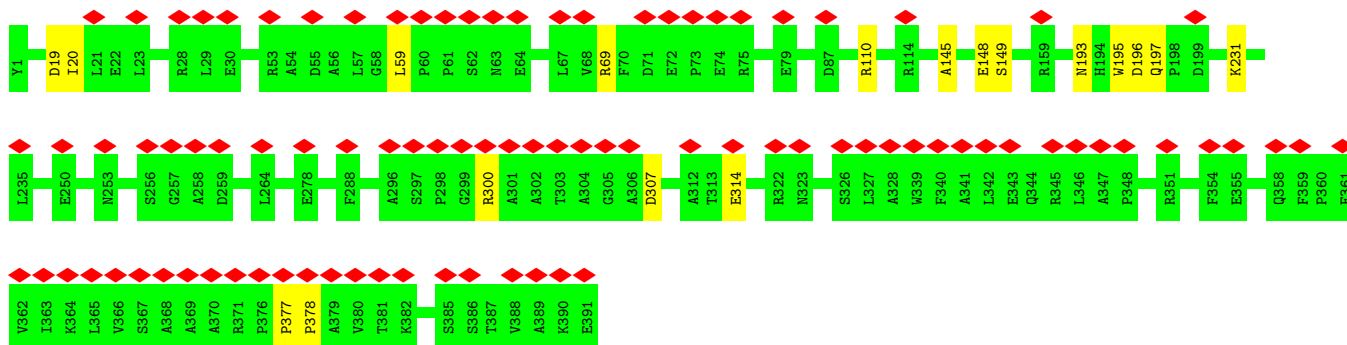 Y1 D19 I20 L21 E22 L23 R28 L29 E30 R53 A54 D55 A56 L57 G58 L59 P60 P61 S62 N63 E64 L67 V68 R69 F70 D71 E72 P73 E74 R75 E79 D87 R110 R114 A145 E148 S149 R159 N193 H194 W195 D196 Q197 P198 D199 K231
L235 E250 N253 S256 G257 A258 D259 L264 E278 F288 A296 S297 P298 G299 R300 A301 A302 T303 A304 G305 A306 D307 A312 T313 E314 R322 N323 S326 L327 A328 W339 F340 A341 L342 E343 Q344 R345 L346 A347 P348 R351 F354 E355 Q358 F359 P360 E361
V362 I363 K364 L365 V366 S367 A368 A369 A370 R371 P376 P377 P378 A379 V380 T381 K382 S385 S386 T387 V388 A389 K390 E391